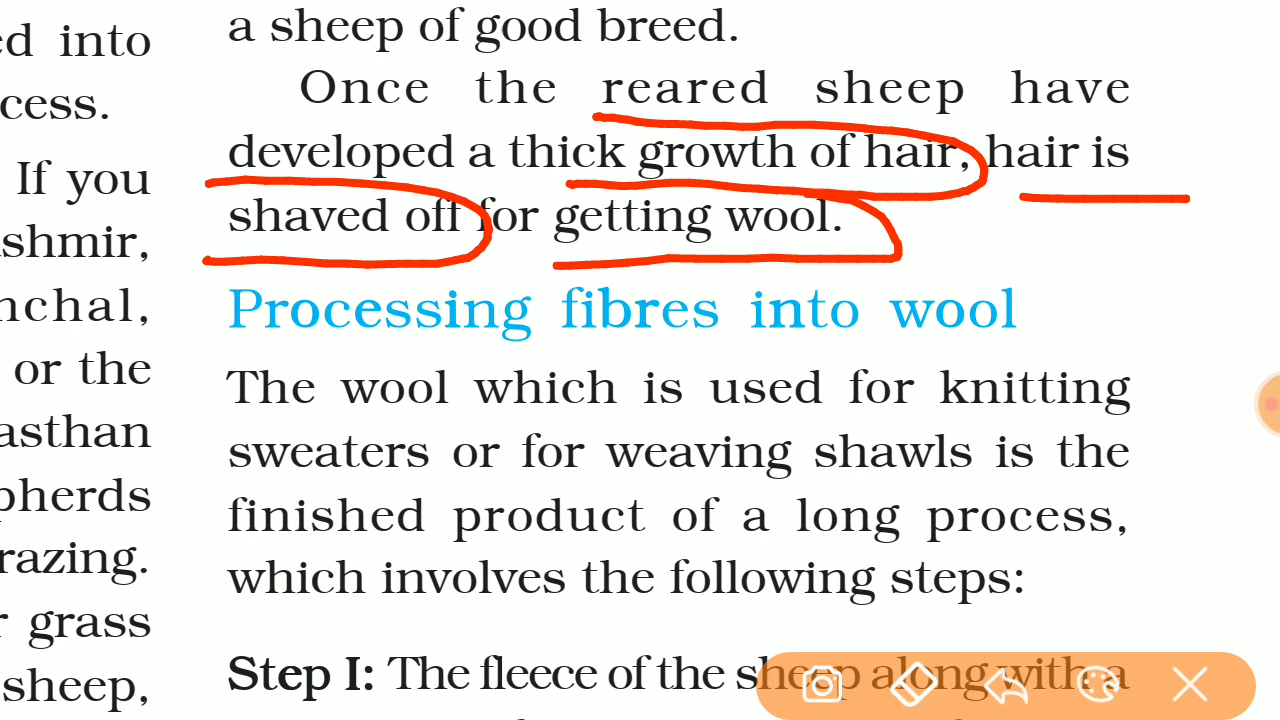 ed into
cess.
If you
shmir,
nchal,
or the
asthan
pherds
razing.
r grass
sheep,
a sheep of good breed.
Once the reared sheep have
developed a thick growth of hair, hair is
shaved off for getting wool.
Processing fibres into wool
The wool which is used for knitting
sweaters or for weaving shawls is the
finished product of a long process,
which involves the following steps:
Step I: The fleece of the sheep along with a